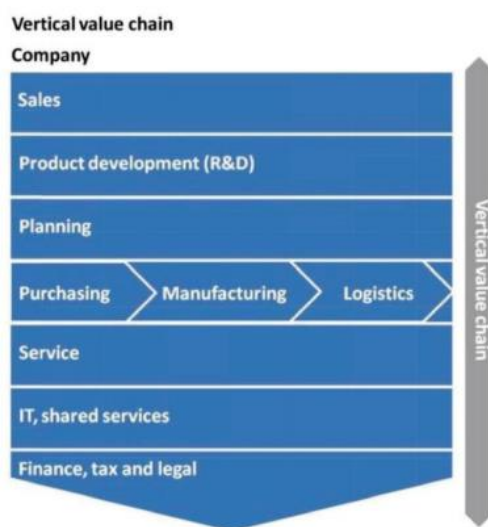 Vertical value chain
Company
Sales
Product development (R&D)
Planning
Purchasing
Manufacturing
Logistics
Service
IT, shared services
Finance, tax and legal
Vertical value chain